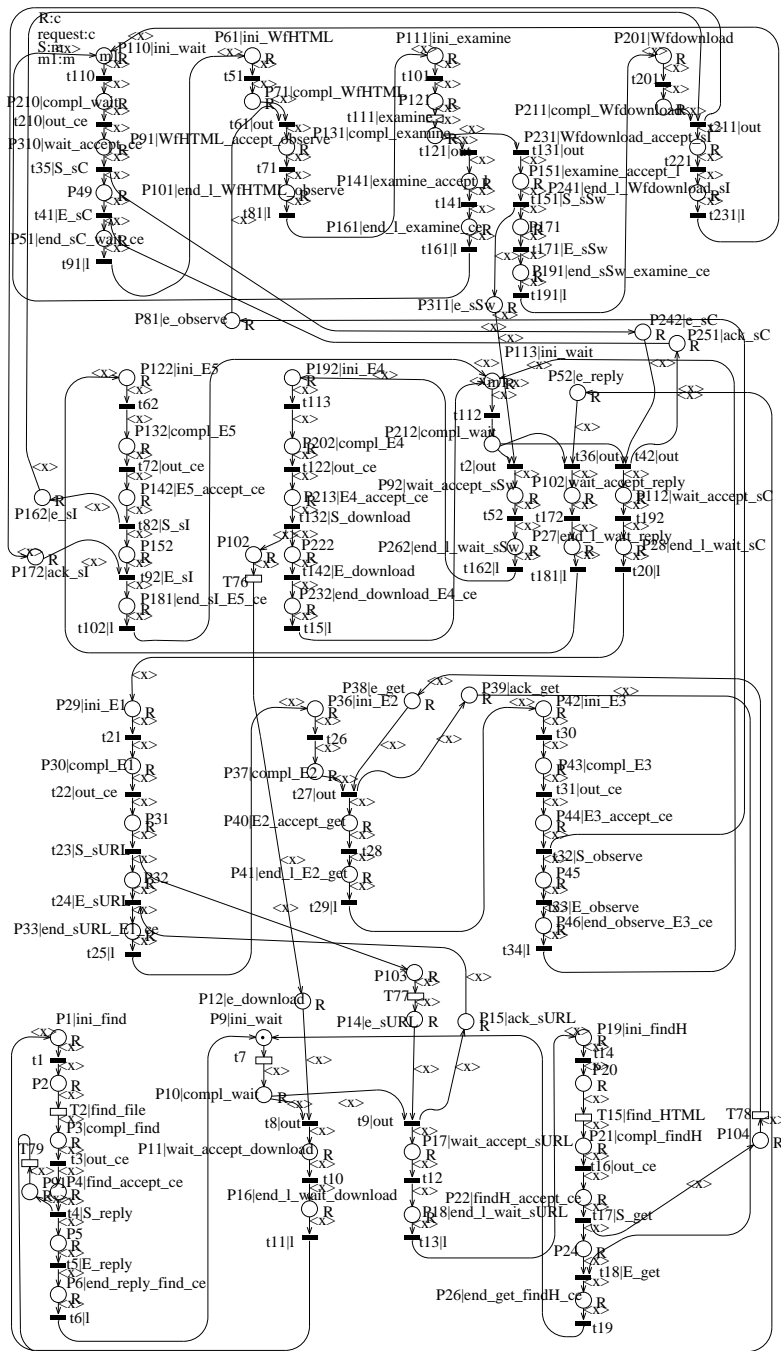 R:c
request:c
S:m
m1:m
<x>
P110|ini_wait
m1
R
t110
<x>
P210|compl_wait
R
t210|out_ce
<x>
P310|wait_accept_ce
R
t35|S_sC
<x>
P49
R
t41|E_sC
<x>
P51|end_sC_wait_ce
R
t91|l
P61|ini_WfHTML
R
t51
<x>
P71|compl_WfHTML
t61|out
P91|WfHTML_accept_observe
R
t71
<x>
P101|end_l_WfHTML_observe
R
t81|l
P111|ini_examine
R
t101
<x>
P121
R
t111|examine
P131|compl_examine
R
t121|out
<x>
P141|examine_accept_l
R
t141
<x>
P161|end_l_examine_ce
R
t161|l
t131|out
<x>
P151|examine_accept_l
R
t151|S_sSw
<x>
P171
R
t171|E_sSw
<x>
P191|end_sSw_examine_ce
R
t191|l
P201|Wfdownload
R
t201
<x>
P211|compl_Wfdownload
R
t211|out
P231|Wfdownload_accept_sI
R
t221
<x>
P241|end_l_Wfdownload_sI
R
t231|l
P311|e_sSw
R
P81|e_observe
R
P242|e_sC
R
P251|ack_sC
R
P122|ini_E5
R
t62
<x>
P132|compl_E5
R
t72|out_ce
<x>
P142|E5_accept_ce
R
t82|S_sI
<x>
P152
R
t92|E_sI
<x>
P181|end_sI_E5_ce
R
t102|l
P162|e_sI
R
P172|ack_sI
R
P192|ini_E4
R
t113
<x>
P202|compl_E4
R
t122|out_ce
<x>
P213|E4_accept_ce
R
t132|S_download
<x>
P222
R
t142|E_download
<x>
P232|end_download_E4_ce
R
t15|l
P102
R
T76
P113|ini_wait
m1
R
t112
<x>
P212|compl_wait
P52|e_reply
R
t2|out
t36|out
t42|out
P92|wait_accept_sSw
R
t52
<x>
P262|end_l_wait_sSw
R
t162|l
P102|wait_accept_reply
R
t172
<x>
P27|end_l_wait_reply
R
t181|l
P112|wait_accept_sC
R
t192
<x>
P28|end_l_wait_sC
R
t20|l
<x>
P29|ini_E1
R
t21
<x>
P30|compl_E1
R
t22|out_ce
<x>
P31
R
t23|S_sURL
<x>
P32
R
t24|E_sURL
<x>
P33|end_sURL_E1_ce
R
t25|l
P36|ini_E2
R
t26
<x>
P37|compl_E2
R
t27|out
<x>
P40|E2_accept_get
R
t28
<x>
P41|end_l_E2_get
R
t29|l
P38|e_get
R
P39|ack_get
R
P42|ini_E3
R
t30
<x>
P43|compl_E3
R
t31|out_ce
<x>
P44|E3_accept_ce
R
t32|S_observe
<x>
P45
R
t33|E_observe
<x>
P46|end_observe_E3_ce
R
t34|l
P103
R
T77
<x>
P14|e_sURL
R
P15|ack_sURL
R
P12|e_download
R
P1|ini_find
R
t1
<x>
P2
R
T2|find_file
<x>
P3|compl_find
R
t3|out_ce
<x>
P4|find_accept_ce
R
t4|S_reply
<x>
P5
R
t5|E_reply
<x>
P6|end_reply_find_ce
R
t6|l
T79
P9|ini_wait
t7
<x>
P10|compl_wait
R
t8|out
<x>
P11|wait_accept_download
R
t10
<x>
P16|end_l_wait_download
R
t11|l
t9|out
<x>
P17|wait_accept_sURL
R
t12
<x>
P18|end_l_wait_sURL
R
t13|l
P19|ini_findH
R
t14
<x>
P20
R
T15|find_HTML
<x>
P21|compl_findH
R
t16|out_ce
<x>
P22|findH_accept_ce
R
t17|S_get
<x>
P24
R
t18|E_get
<x>
P26|end_get_findH_ce
R
t19
T78
<x>
P104
R